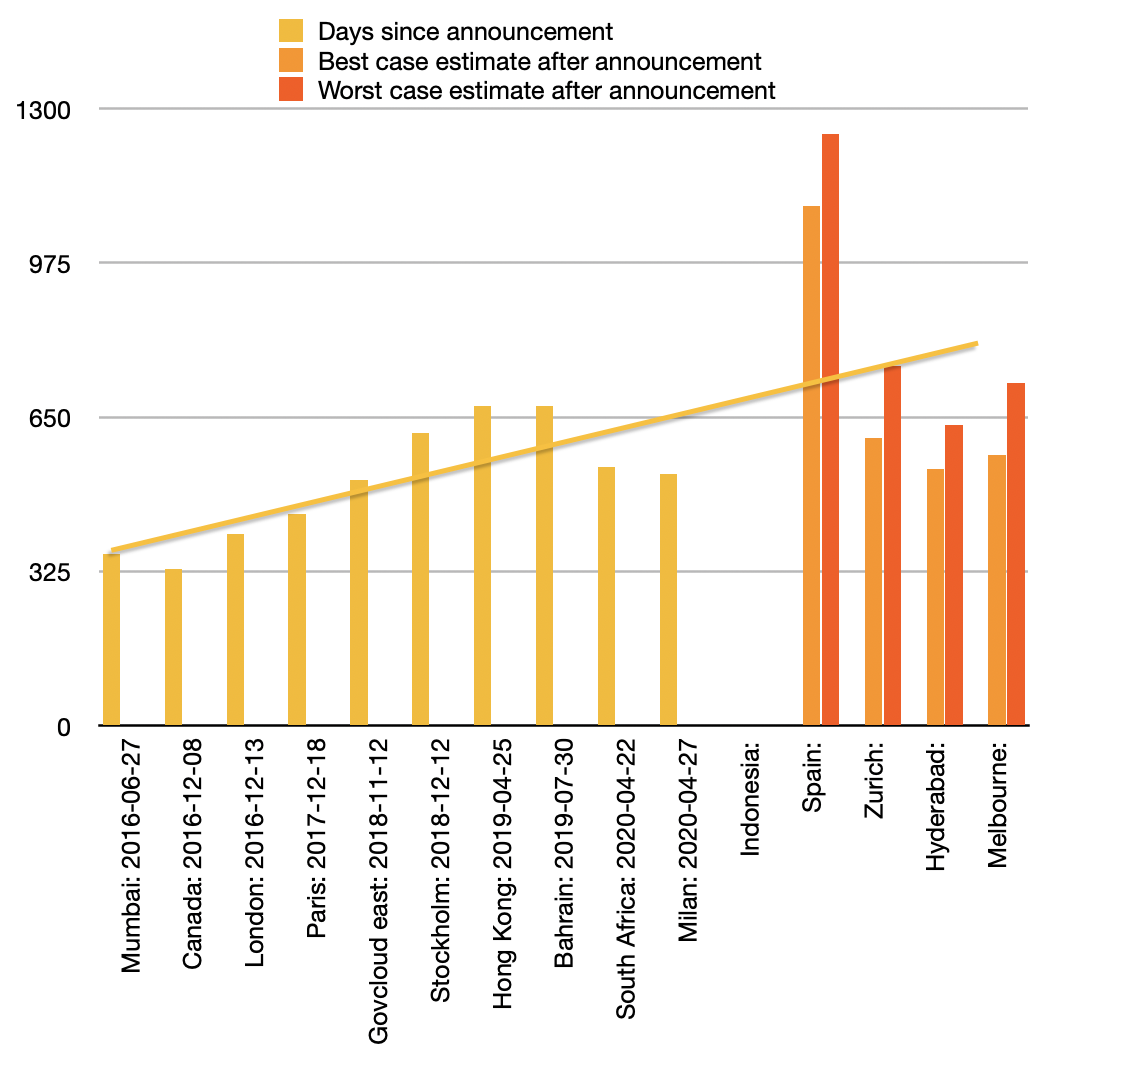 Days since announcement
Best case estimate after announcement
Worst case estimate after announcement
1300
975
650
325
0
Mumbai: 2016-06-27
Canada: 2016-12-08
London: 2016-12-13
Paris: 2017-12-18
Govcloud east: 2018-11-12
Stockholm: 2018-12-12
Hong Kong: 2019-04-25
Bahrain: 2019-07-30
South Africa: 2020-04-22
Milan: 2020-04-27
Indonesia:
Spain:
Zurich:
Hyderabad:
Melbourne: